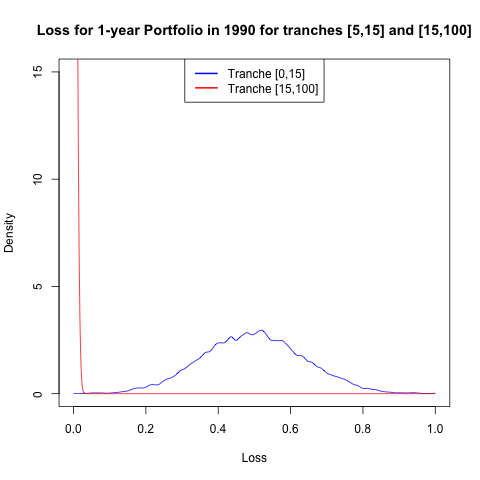 Loss for 1-year Portfolio in 1990 for tranches [5,15] and [15,100]
Tranche [0,15]
Tranche [15,100]
15
10
5
0
Density
0.0 0.2 0.4 0.6 0.8 1.0
Loss